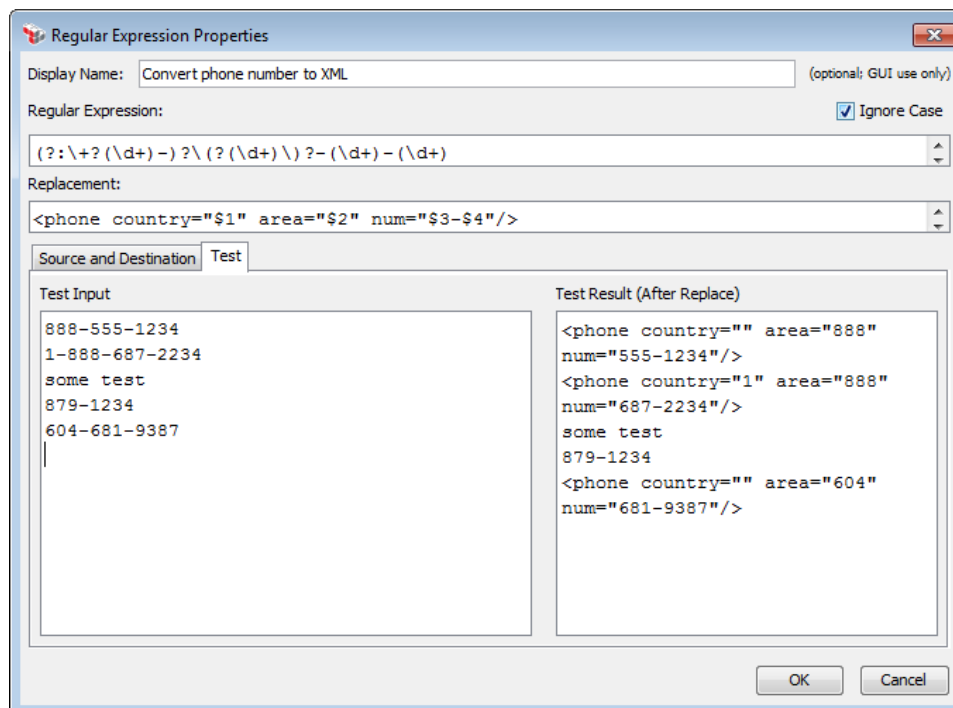 Regular Expression Properties
Display Name: Convert phone number to XML (optional; GUI use only)
Regular Expression: Ignore Case
(?:\+?(\d+)-)?\(?(\d+)\)?-(\d+)-(\d+)
Replacement:
<phone country="$1" area="$2" num="$3-$4"/>
Source and Destination Test
Test Input
888-555-1234
1-888-687-2234
some test
879-1234
604-681-9387
Test Result (After Replace)
<phone country="" area="888"
num="555-1234"/>
<phone country="1" area="888"
num="687-2234"/>
some test
879-1234
<phone country="" area="604"
num="681-9387"/>
OK Cancel